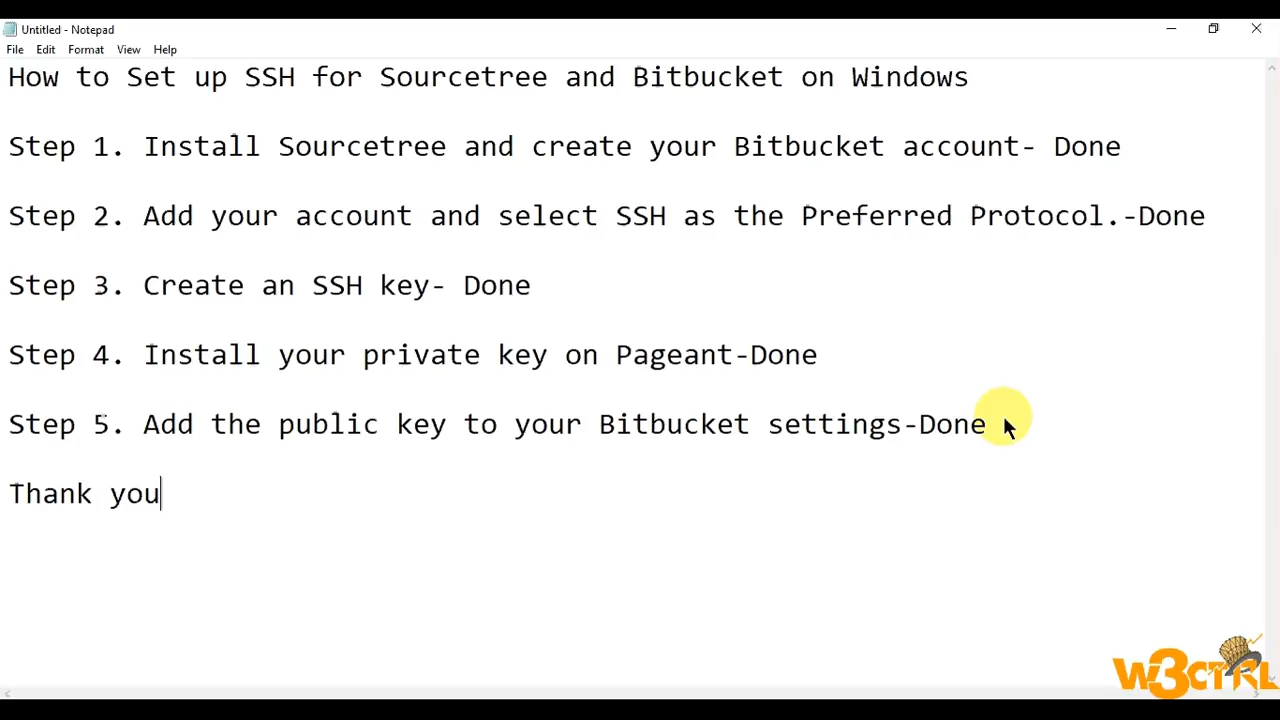 Untitled - Notepad
File Edit Format View Help
How to Set up SSH for Sourcetree and Bitbucket on Windows
Step 1. Install Sourcetree and create your Bitbucket account- Done
Step 2. Add your account and select SSH as the Preferred Protocol.-Done
Step 3. Create an SSH key- Done
Step 4. Install your private key on Pageant-Done
Step 5. Add the public key to your Bitbucket settings-Done
Thank you
W3CTRL